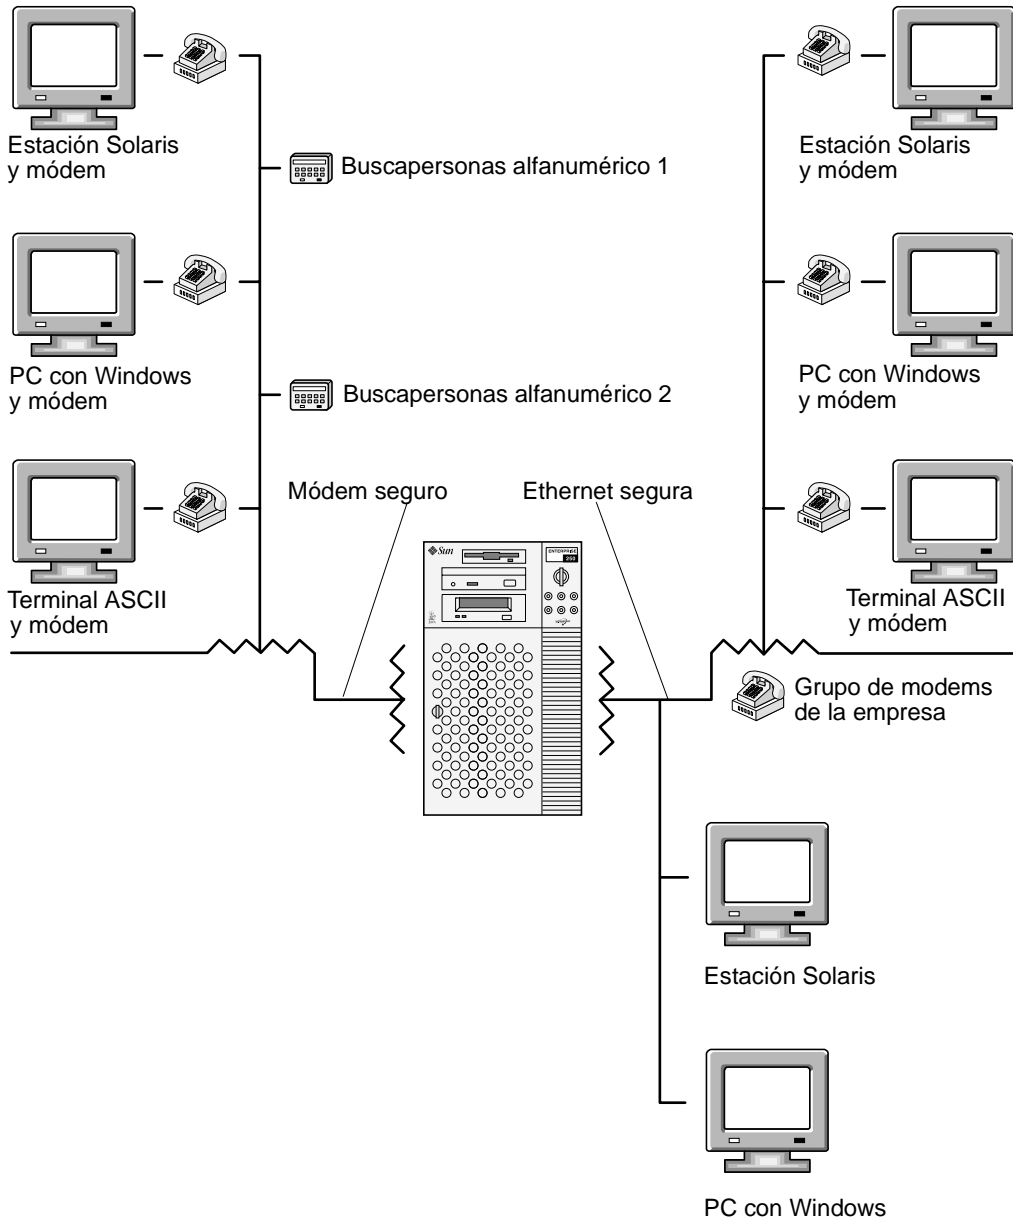 Estación Solaris
y módem
Estación Solaris
y módem
Buscapersonas alfanumérico 1
PC con Windows
y módem
PC con Windows
y módem
Buscapersonas alfanumérico 2
Módem seguro
Ethernet segura
Sun
ENTERPRISE
250
Terminal ASCII
y módem
Terminal ASCII
y módem
Grupo de modems
de la empresa
Estación Solaris
PC con Windows